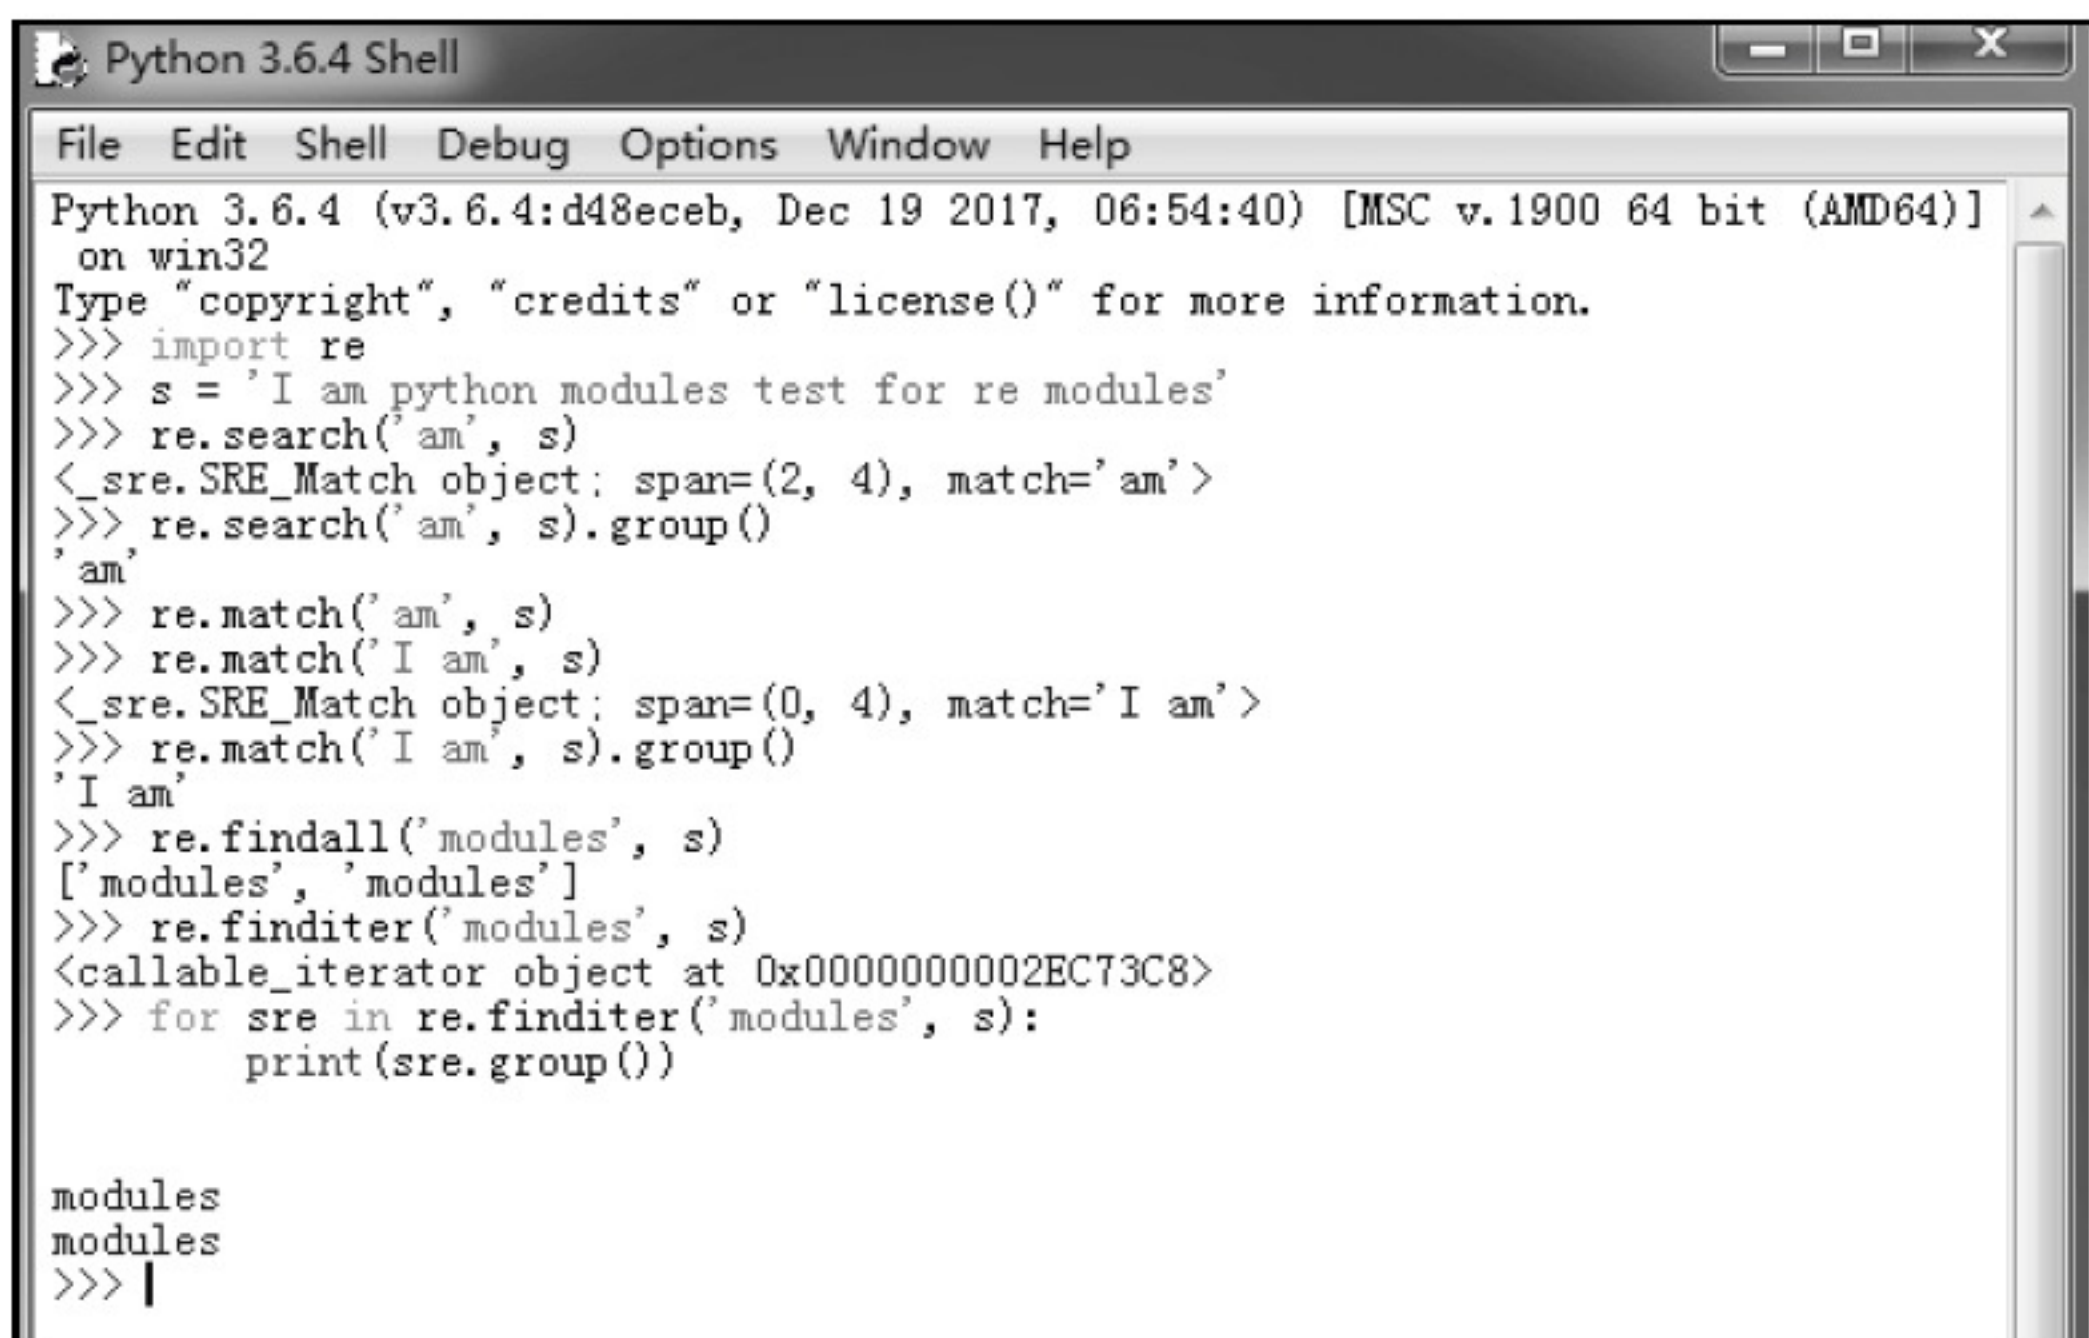 Python 3.6.4 Shell
File Edit Shell Debug Options Window Help
Python 3.6.4 (v3.6.4:d48eceb, Dec 19 2017, 06:54:40) [MSC v.1900 64 bit (AMD64)]
 on win32
Type "copyright", "credits" or "license()" for more information.
>>> import re
>>> s = 'I am python modules test for re modules'
>>> re.search('am', s)
<_sre.SRE_Match object; span=(2, 4), match='am'>
>>> re.search('am', s).group()
'am'
>>> re.match('am', s)
>>> re.match('I am', s)
<_sre.SRE_Match object; span=(0, 4), match='I am'>
>>> re.match('I am', s).group()
'I am'
>>> re.findall('modules', s)
['modules', 'modules']
>>> re.finditer('modules', s)
<callable_iterator object at 0x0000000002EC73C8>
>>> for sre in re.finditer('modules', s):
        print(sre.group())
modules
modules
>>>